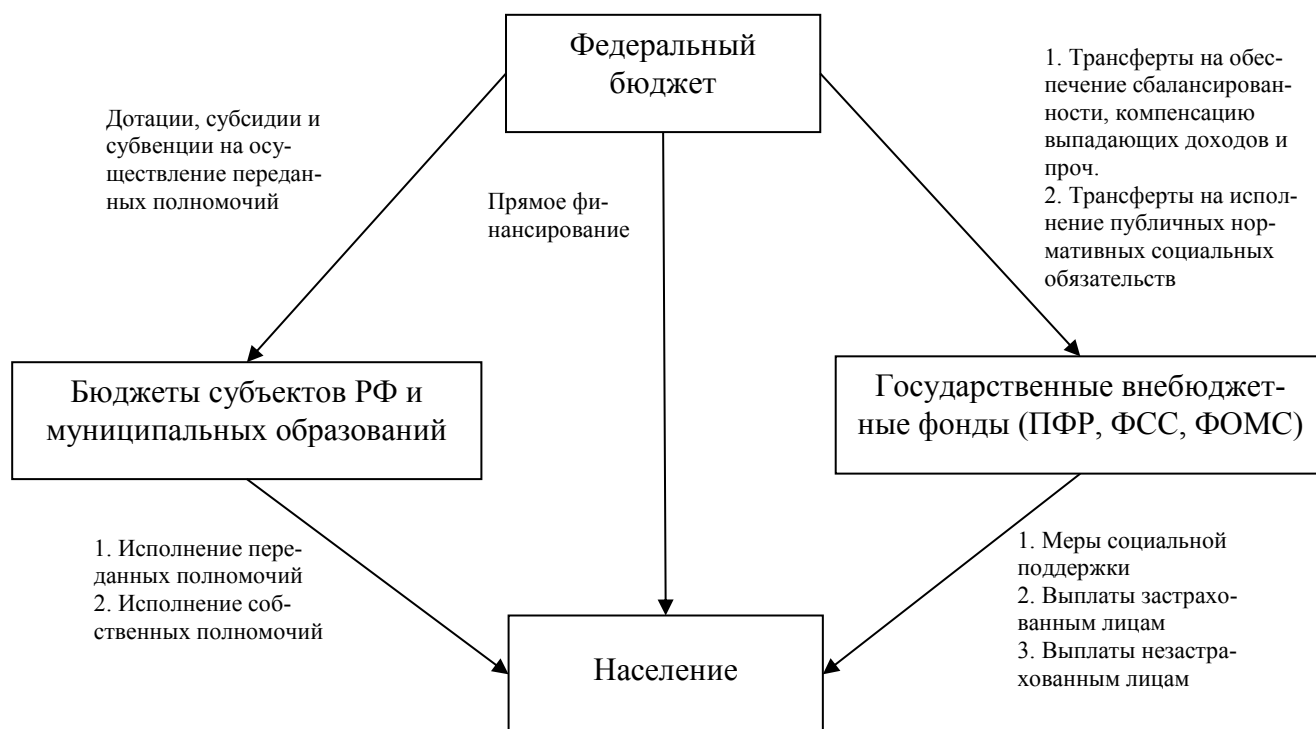 Федеральный
бюджет
Дотации, субсидии и
субвенции на осу-
ществление передан-
ных полномочий
Прямое фи-
нансирование
1. Трансферты на обес-
печение сбалансирован-
ности, компенсацию
выпадающих доходов и
проч.
2. Трансферты на испол-
нение публичных нор-
мативных социальных
обязательств
Бюджеты субъектов РФ и
муниципальных образований
Государственные внебюджет-
ные фонды (ПФР, ФСС, ФОМС)
1. Исполнение пере-
данных полномочий
2. Исполнение соб-
ственных полномочий
1. Меры социальной
поддержки
2. Выплаты застрахо-
ванным лицам
3. Выплаты незастра-
хованным лицам
Население